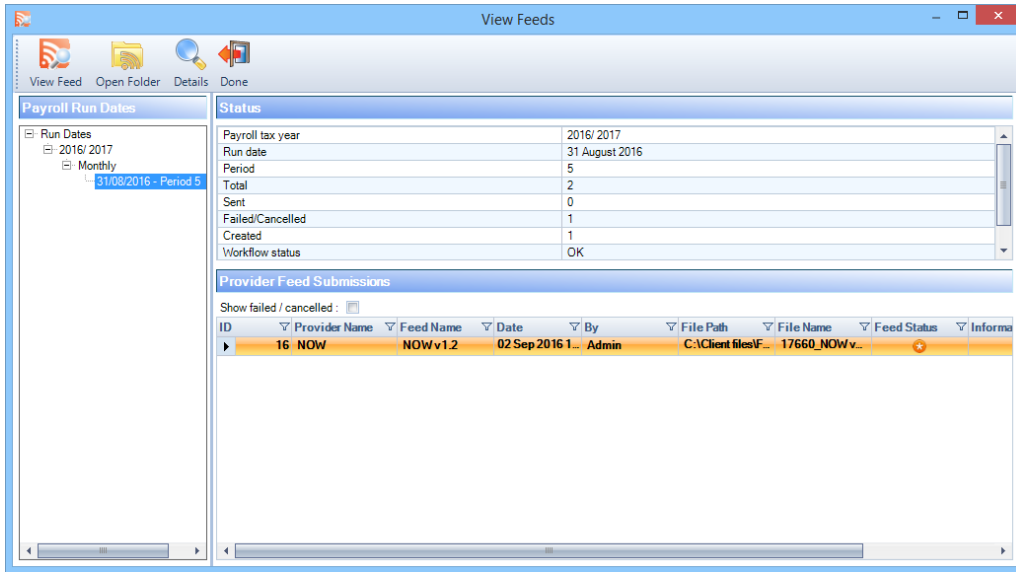 View Feeds
View Feed Open Folder Details Done
Payroll Run Dates
Run Dates
2016/ 2017
Monthly
31/08/2016 - Period 5
Status
Payroll tax year 2016/ 2017
Run date 31 August 2016
Period 5
Total 2
Sent 0
Failed/Cancelled 1
Created 1
Workflow status OK
Provider Feed Submissions
Show failed / cancelled :
ID Provider Name Feed Name Date By File Path File Name Feed Status Informa
16 NOW NOW v1.2 02 Sep 2016 1... Admin C:\Client files\F... 17660_NOW v...